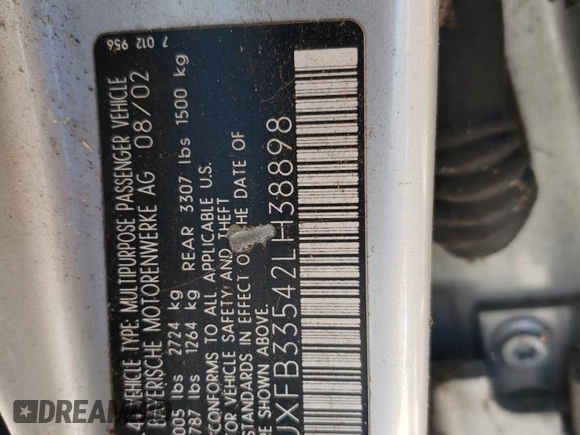 7 012 956
VEHICLE TYPE: MULTIPURPOSE PASSENGER VEHICLE
BAYERISCHE MOTORENWERKE AG 08/02
005 lbs 2724 kg
787 lbs 1264 kg REAR 3307 lbs 1500 kg
CONFORMS TO ALL APPLICABLE U.S.
OR VEHICLE SAFETY AND THEFT
STANDARDS IN EFFECT ON THE DATE OF
SHOWN ABOVE.
UXFB33542LH38898